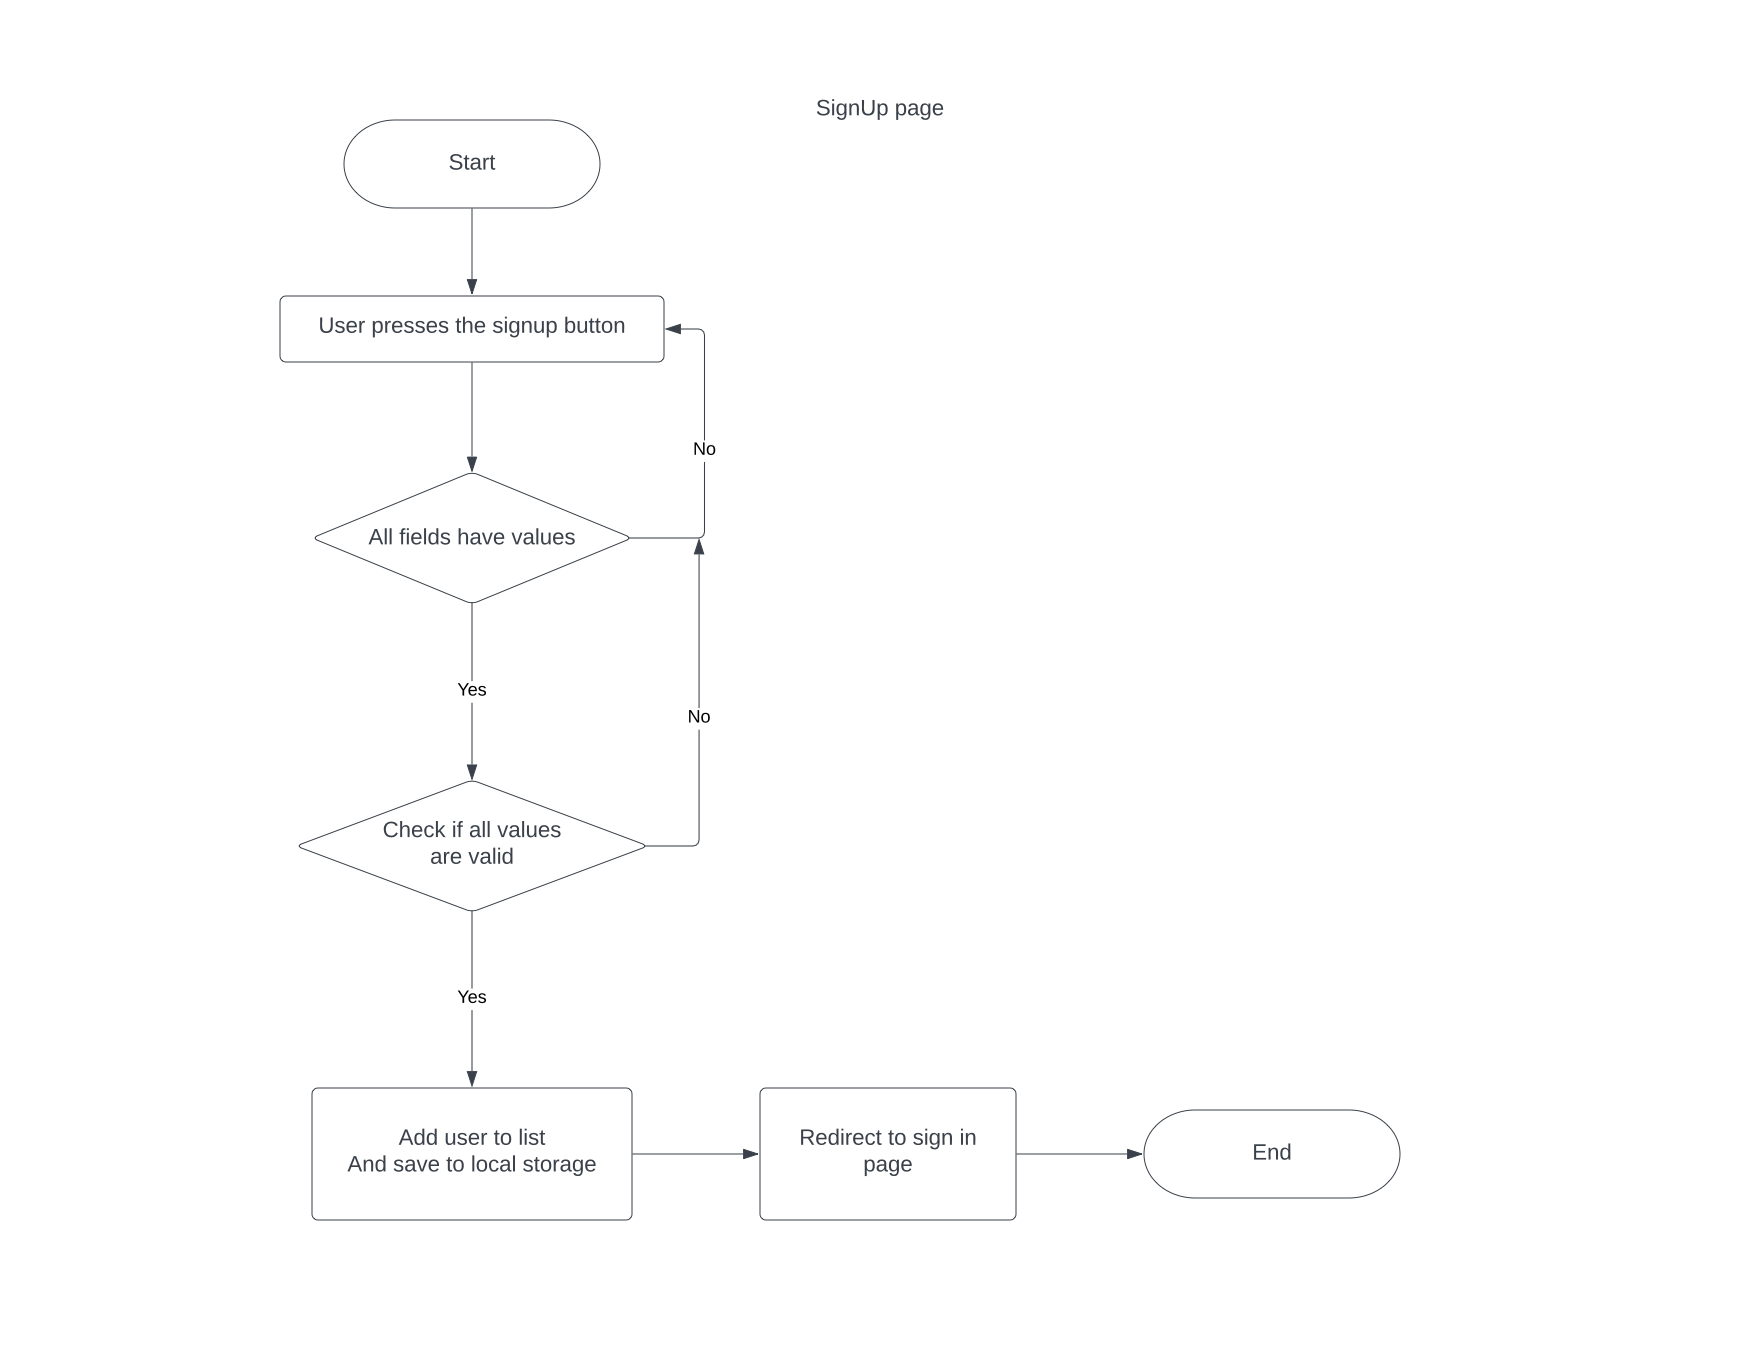 SignUp page
Start
User presses the signup button
No
All fields have values
Yes
No
Check if all values
are valid
Yes
Add user to list
And save to local storage
Redirect to sign in
page
End